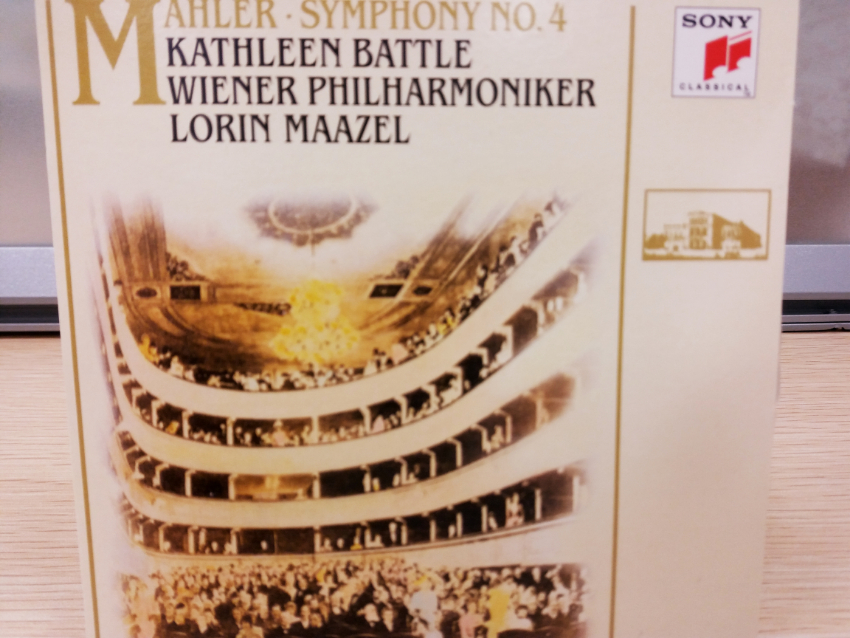 MAHLER · SYMPHONY NO. 4
KATHLEEN BATTLE
WIENER PHILHARMONIKER
LORIN MAAZEL
SONY
CLASSICAL